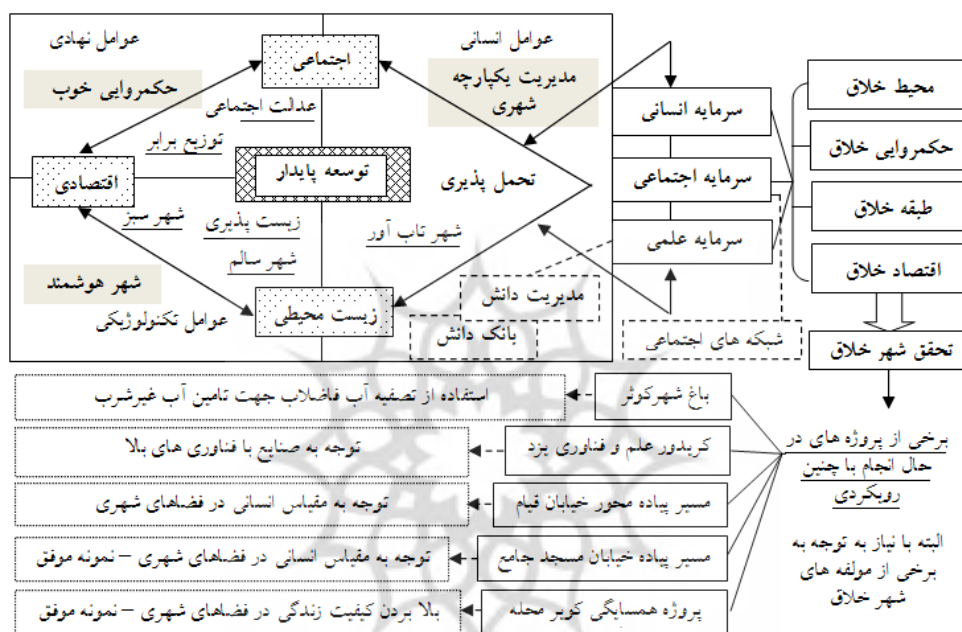 عوامل انسانی
عوامل نهادی
اجتماعی
مدیریت یکپارچه
شهری
حکمروایی خوب
عدالت اجتماعی
توزیع برابر
سرمایه انسانی
محیط خلاق
حکمروایی خلاق
سرمایه اجتماعی
تحمل پذیری
توسعه پایدار
اقتصادی
طبقه خلاق
شهر سبز
زیست پذیری
شهر تاب آور
سرمایه علمی
شهر سالم
اقتصاد خلاق
شهر هوشمند
مدیریت دانش
زیست محیطی
عوامل تکنولوژیکی
بانک دانش
شبکه های اجتماعی
تحقق شهر خلاق
باغ شهرکوثر
استفاده از تصفیه آب فاضلاب جهت تامین آب غیرشرب
برخی از پروژه های در
حال انجام با چنین
رویکردی
کریدور علم و فناوری یزد
توجه به صنایع با فناوری های بالا
مسیر پیاده محور خیابان قیام
توجه به مقیاس انسانی در فضاهای شهری
البته با نیاز به توجه به
برخی از مولفه های
شهر خلاق
مسیر پیاده خیابان مسجد جامع
توجه به مقیاس انسانی در فضاهای شهری – نمونه موفق
پروژه همسایگی کویر محله
بالا بردن کیفیت زندگی در فضاهای شهری – نمونه موفق